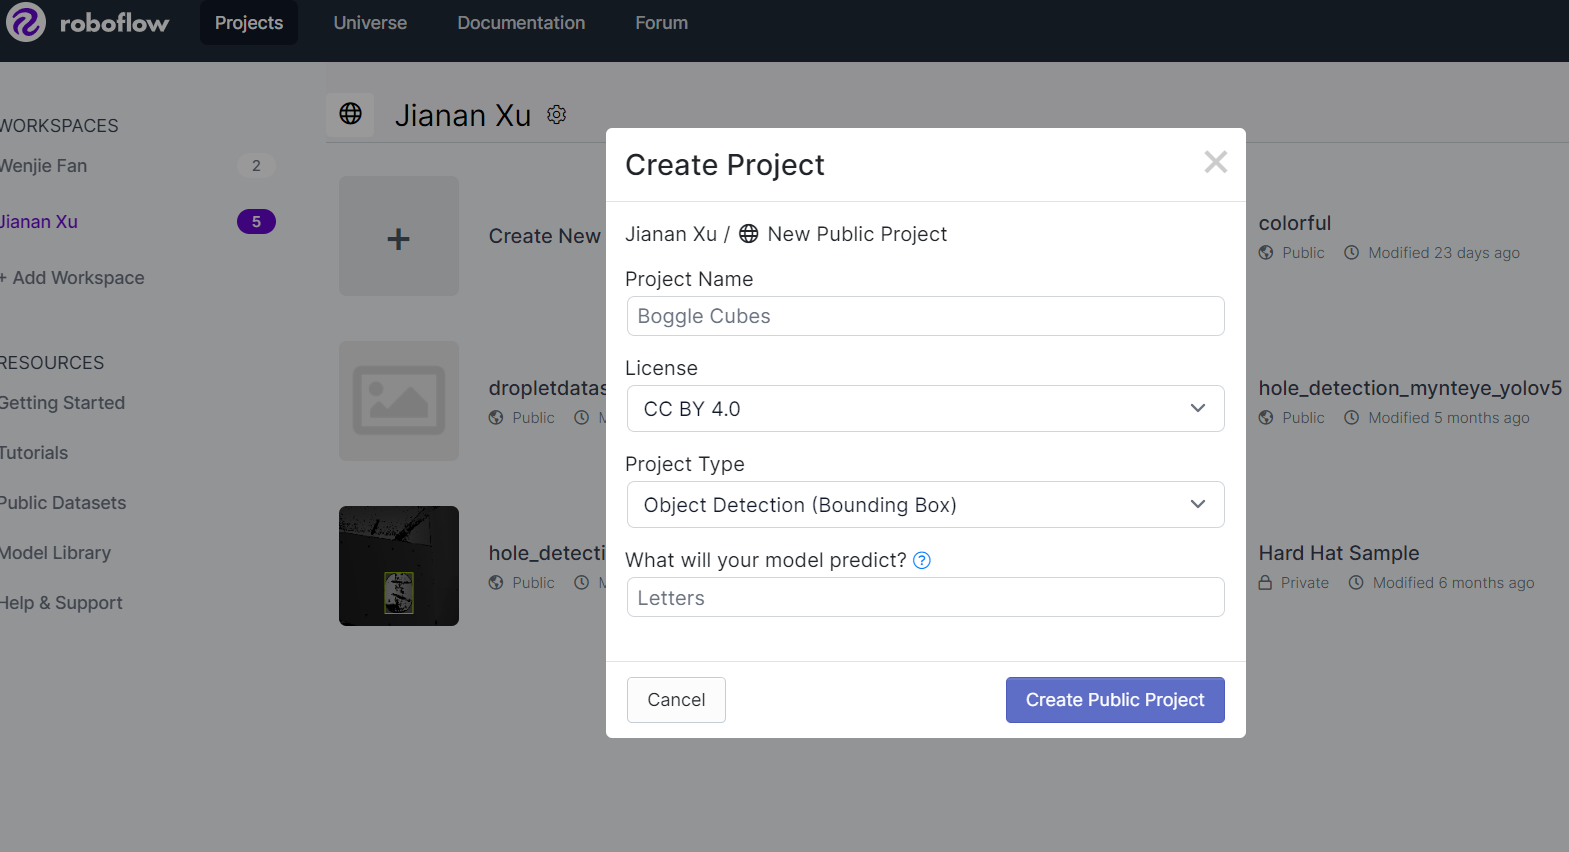 roboflow
Projects
Universe
Documentation
Forum
WORKSPACES
Wenjie Fan
2
Jianan Xu
5
+ Add Workspace
RESOURCES
Getting Started
Tutorials
Public Datasets
Model Library
Help & Support
Jianan Xu
Create New
colorful
Public
Modified 23 days ago
dropletdatas
Public
M
hole_detection_mynteye_yolov5
Public
Modified 5 months ago
hole_detecti
Public
M
Hard Hat Sample
Private
Modified 6 months ago
Create Project
Jianan Xu / New Public Project
Project Name
Boggle Cubes
License
CC BY 4.0
Project Type
Object Detection (Bounding Box)
What will your model predict? ?
Letters
Cancel
Create Public Project